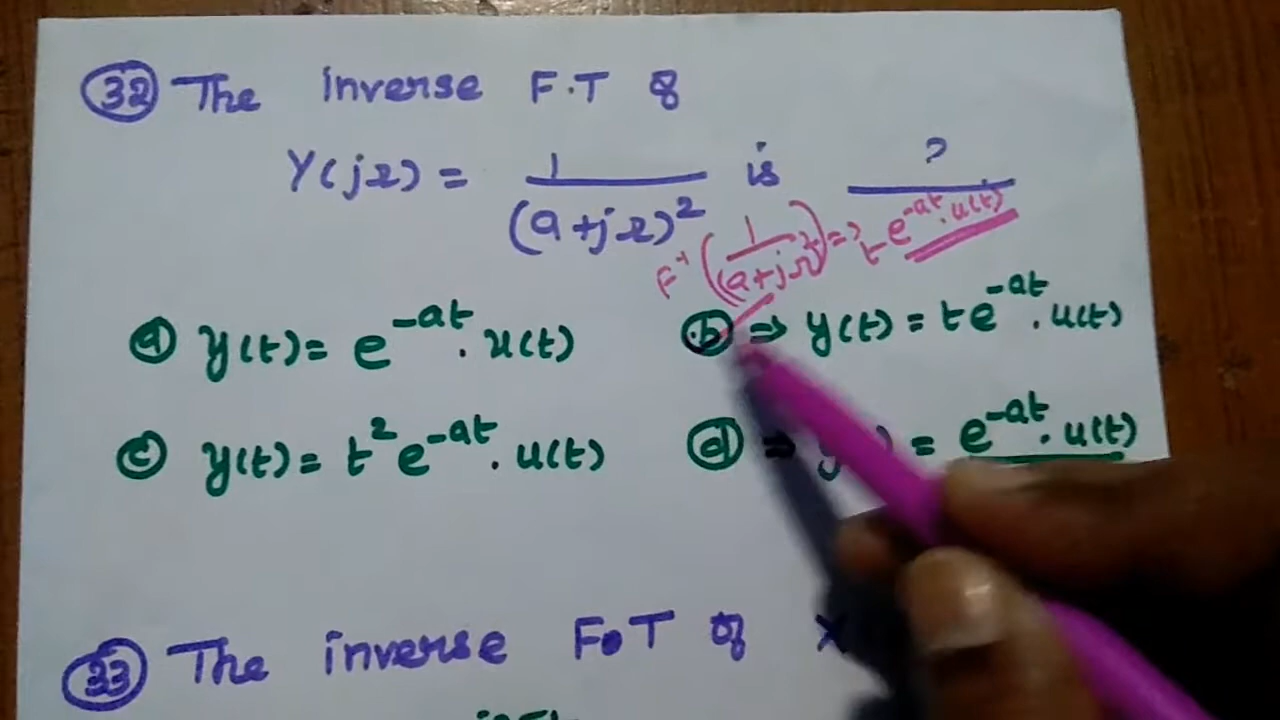 32 The inverse F.T of
Y(jΩ) = 1/(a+jΩ)² is ?
F⁻¹(1/(a+jΩ)²) => t e^-at . u(t)
a) y(t) = e^-at . u(t)
b) => y(t) = t e^-at . u(t)
c) y(t) = t² e^-at . u(t)
d) => y = e^-at . u(t)
33 The inverse F.T of X